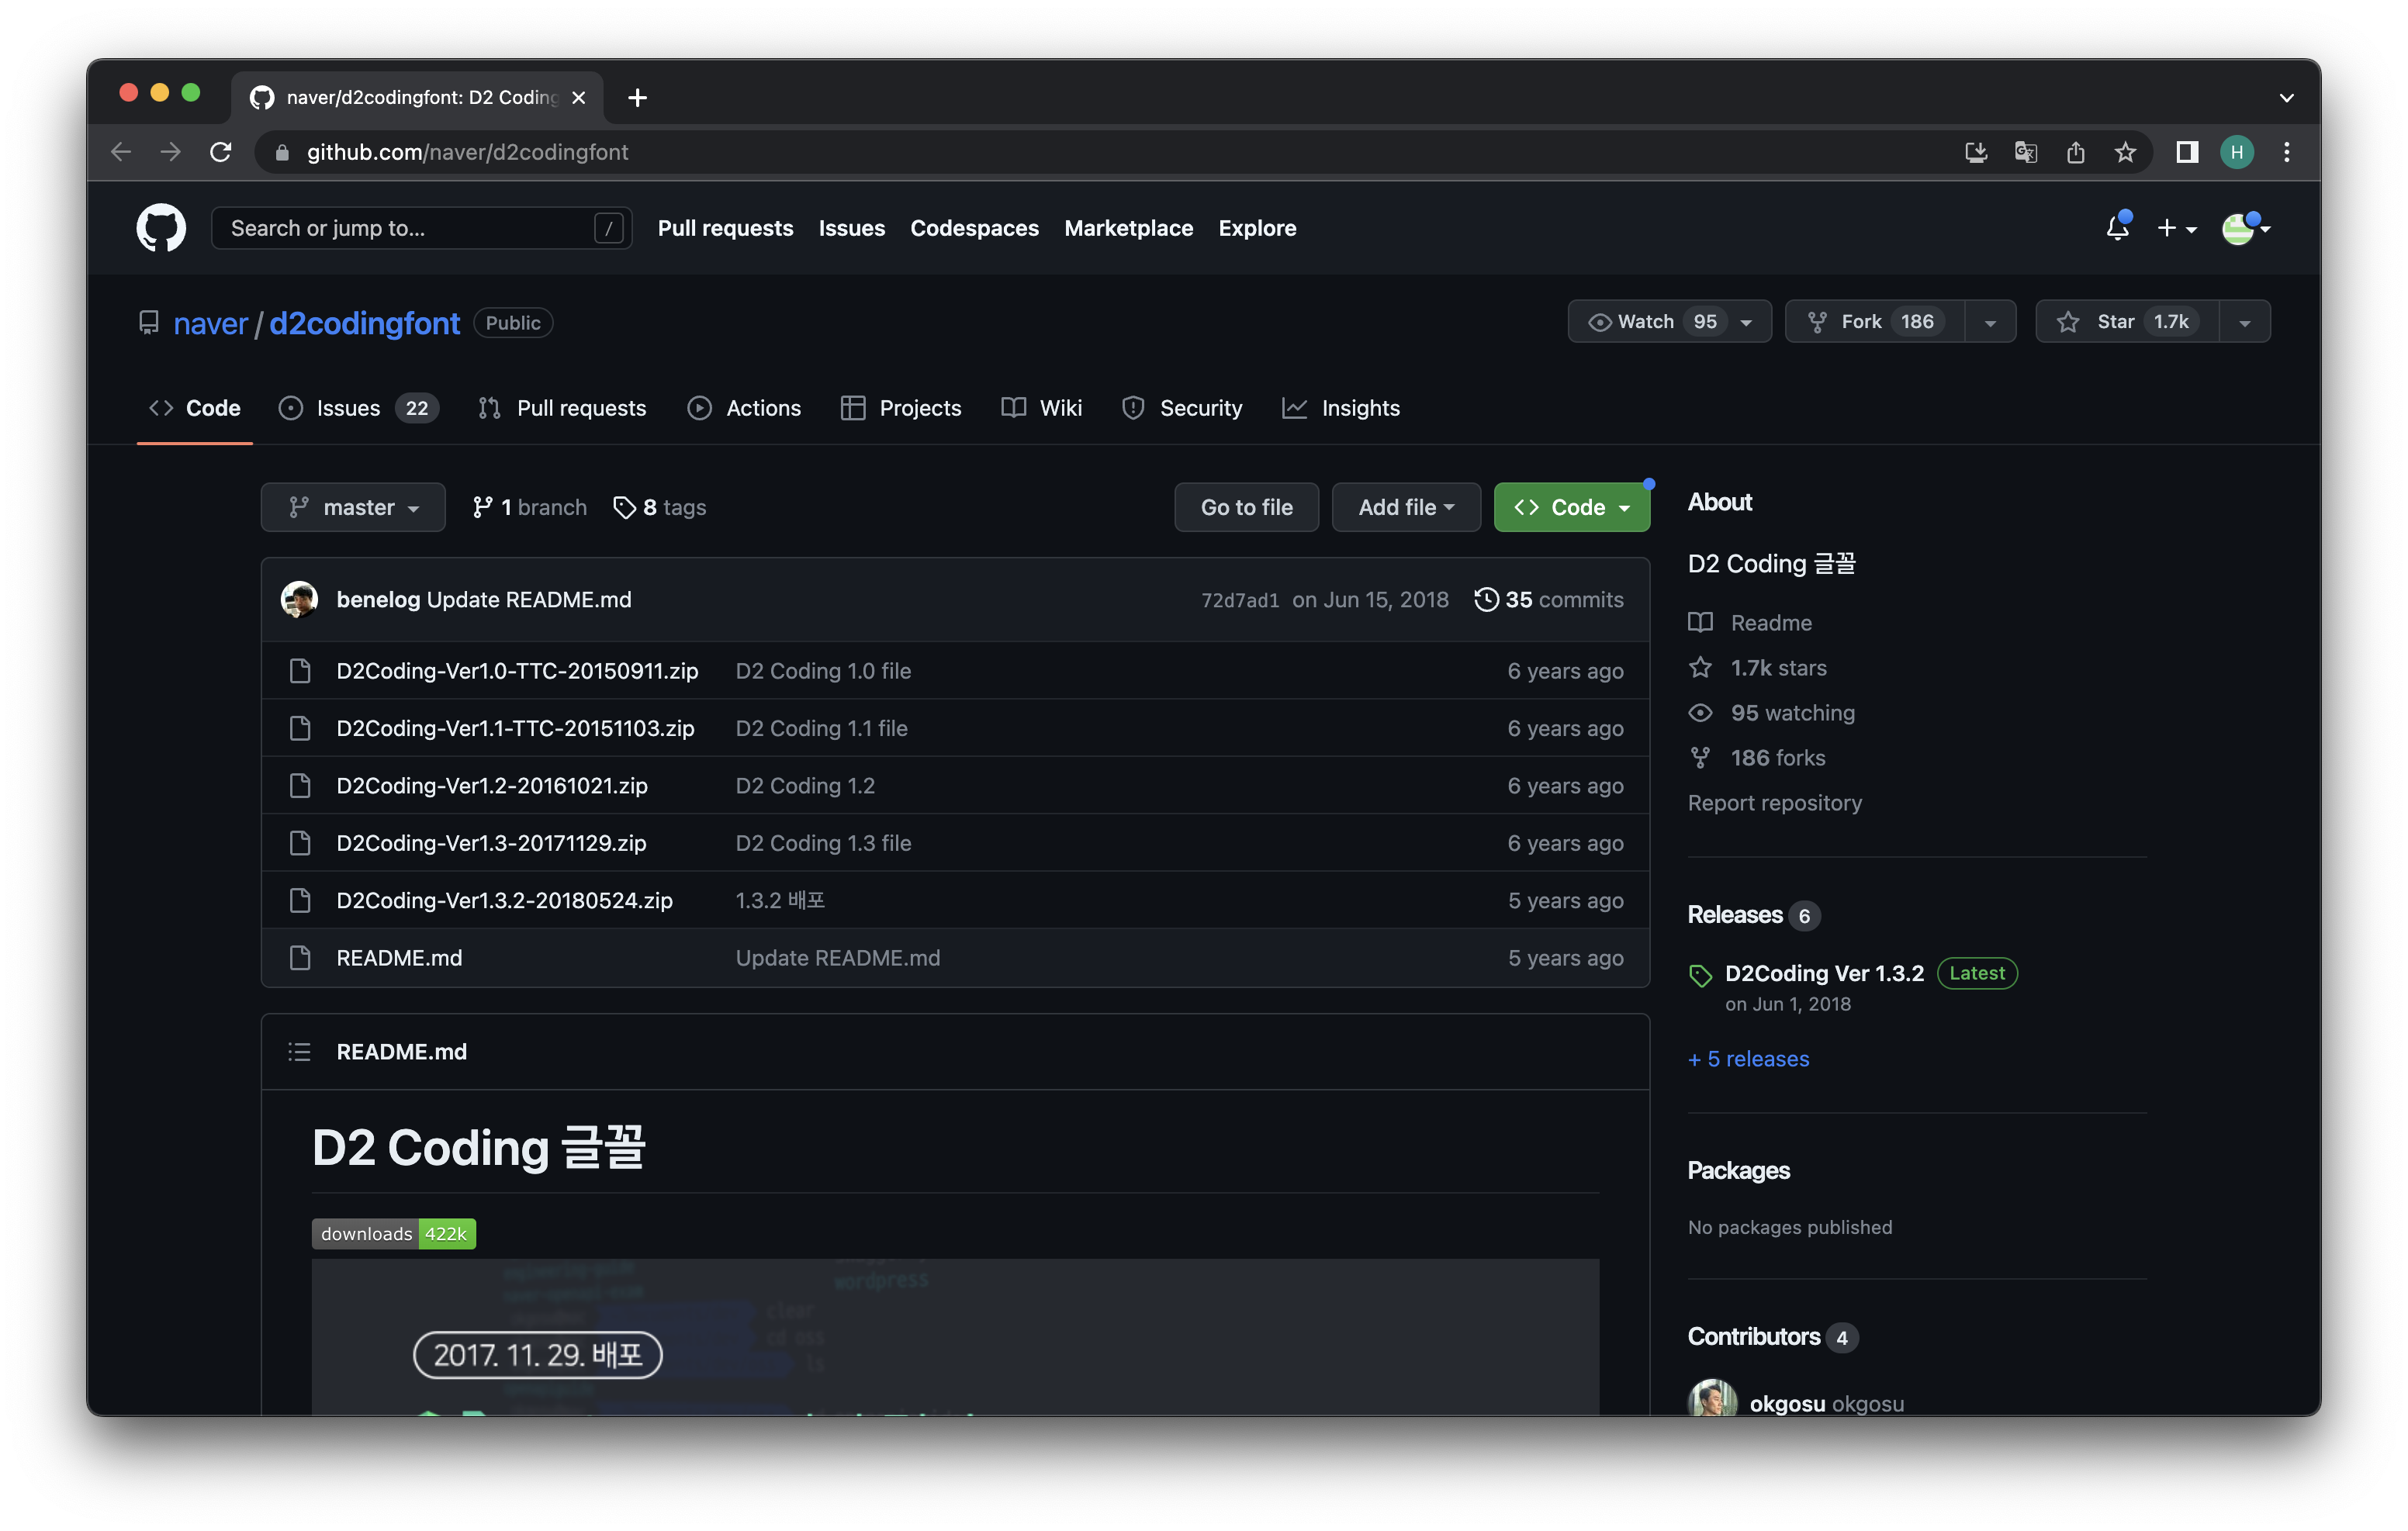 naver/d2codingfont: D2 Coding
github.com/naver/d2codingfont
H
Search or jump to... /
Pull requests Issues Codespaces Marketplace Explore
naver / d2codingfont Public
Watch 95 Fork 186 Star 1.7k
Code Issues 22 Pull requests Actions Projects Wiki Security Insights
master 1 branch 8 tags Go to file Add file Code
benelog Update README.md 72d7ad1 on Jun 15, 2018 35 commits
D2Coding-Ver1.0-TTC-20150911.zip D2 Coding 1.0 file 6 years ago
D2Coding-Ver1.1-TTC-20151103.zip D2 Coding 1.1 file 6 years ago
D2Coding-Ver1.2-20161021.zip D2 Coding 1.2 6 years ago
D2Coding-Ver1.3-20171129.zip D2 Coding 1.3 file 6 years ago
D2Coding-Ver1.3.2-20180524.zip 1.3.2 배포 5 years ago
README.md Update README.md 5 years ago
README.md
D2 Coding 글꼴
downloads 422k
wordpress
clear
cd oss
ls
2017. 11. 29. 배포
About
D2 Coding 글꼴
Readme
1.7k stars
95 watching
186 forks
Report repository
Releases 6
D2Coding Ver 1.3.2 Latest
on Jun 1, 2018
+ 5 releases
Packages
No packages published
Contributors 4
okgosu okgosu